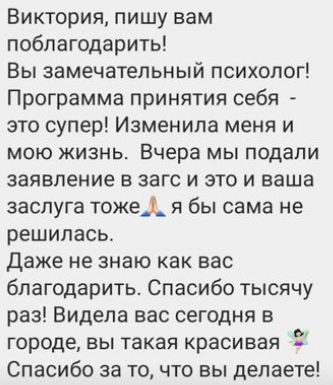 Виктория, пишу вам
поблагодарить!
Вы замечательный психолог!
Программа принятия себя -
это супер! Изменила меня и
мою жизнь. Вчера мы подали
заявление в загс и это и ваша
заслуга тоже🙏🏼 я бы сама не
решилась.
Даже не знаю как вас
благодарить. Спасибо тысячу
раз! Видела вас сегодня в
городе, вы такая красивая 🧚🏻‍♀️
Спасибо за то, что вы делаете!